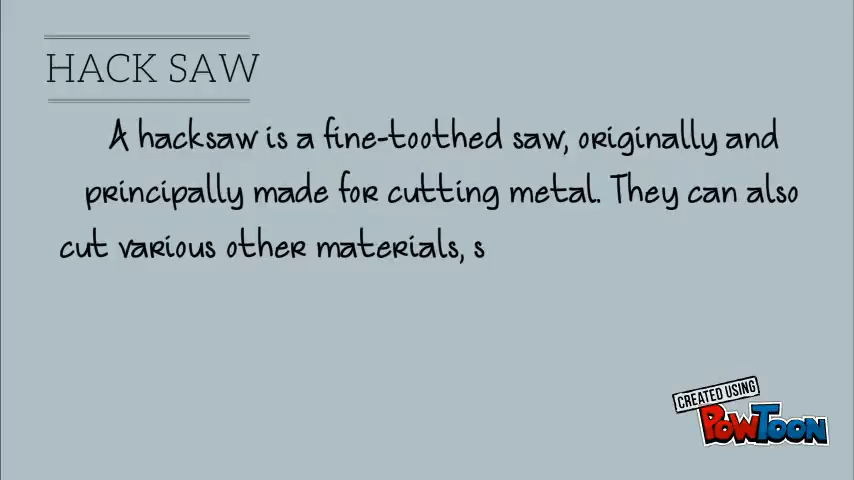 HACK SAW
A hacksaw is a fine-toothed saw, originally and
principally made for cutting metal. They can also
cut various other materials, s
CREATED USING
POWTOON